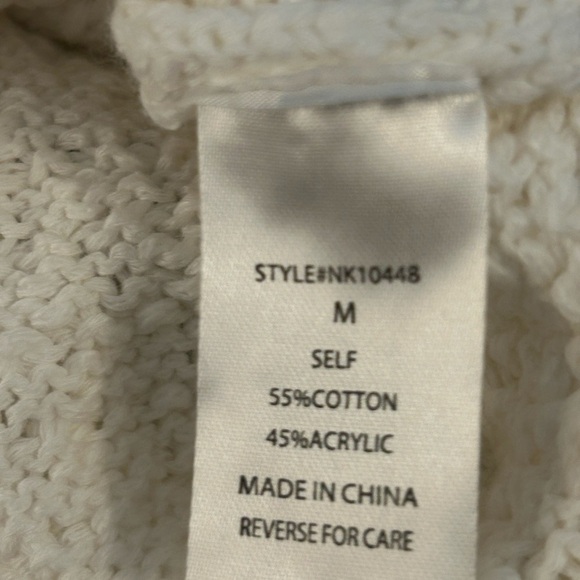 STYLE#NK10448
M
SELF
55%COTTON
45%ACRYLIC
MADE IN CHINA
REVERSE FOR CARE